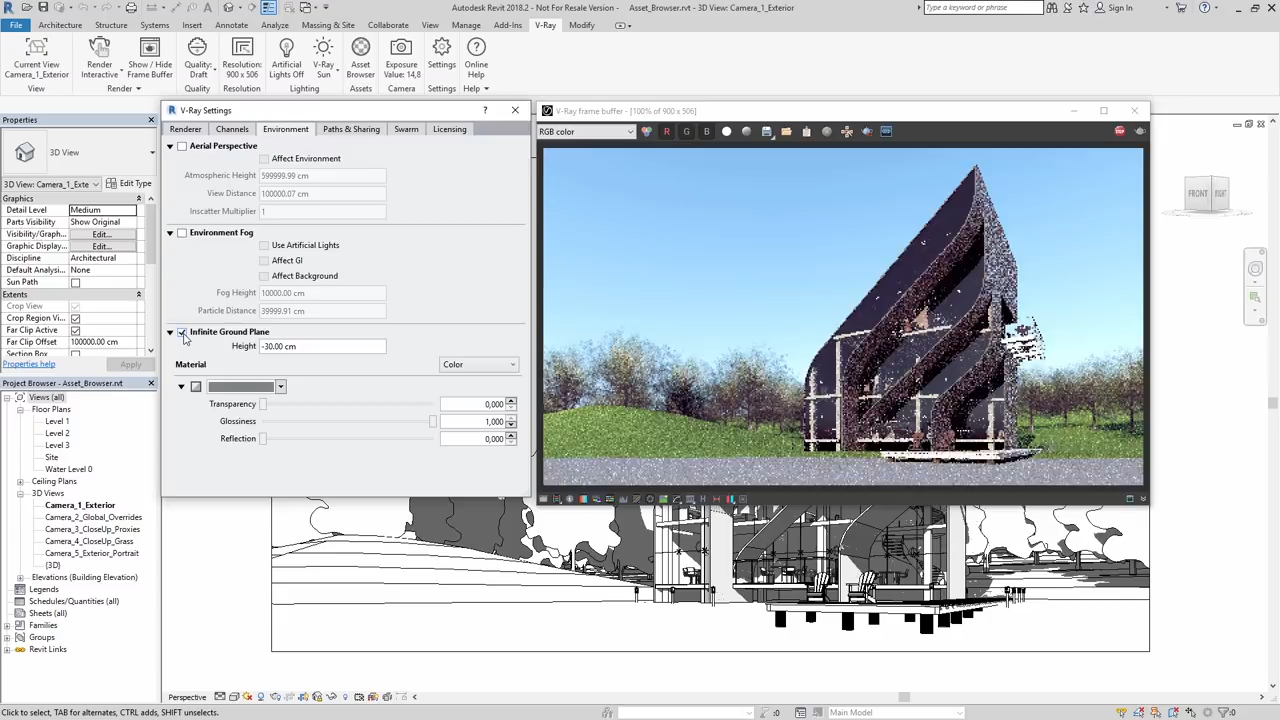 Autodesk Revit 2018.2 - Not For Resale Version - Asset_Browser.rvt - 3D View: Camera_1_Exterior
Type a keyword or phrase
Sign In
File
Architecture
Structure
Systems
Insert
Annotate
Analyze
Massing & Site
Collaborate
View
Manage
Add-Ins
V-Ray
Modify
Current View
Camera_1_Exterior
View
Render
Interactive
Show / Hide
Frame Buffer
Render
Quality:
Draft
Quality
Resolution:
900 x 506
Resolution
Artificial
Lights Off
V-Ray
Sun
Lighting
Asset
Browser
Assets
Exposure
Value: 14,8
Camera
Settings
Settings
Online
Help
Help
Properties
3D View
3D View: Camera_1_Exte
Edit Type
Graphics
Detail Level Medium
Parts Visibility Show Original
Visibility/Graph... Edit...
Graphic Display... Edit...
Discipline Architectural
Default Analysi... None
Sun Path
Extents
Crop View
Crop Region Vi...
Far Clip Active
Far Clip Offset 100000.00 cm
Section Box
Properties help
Apply
Project Browser - Asset_Browser.rvt
Views (all)
Floor Plans
Level 1
Level 2
Level 3
Site
Water Level 0
Ceiling Plans
3D Views
Camera_1_Exterior
Camera_2_Global_Overrides
Camera_3_CloseUp_Proxies
Camera_4_CloseUp_Grass
Camera_5_Exterior_Portrait
{3D}
Elevations (Building Elevation)
Legends
Schedules/Quantities (all)
Sheets (all)
Families
Groups
Revit Links
V-Ray Settings
?
Renderer
Channels
Environment
Paths & Sharing
Swarm
Licensing
Aerial Perspective
Affect Environment
Atmospheric Height 599999.99 cm
View Distance 100000.07 cm
Inscatter Multiplier 1
Environment Fog
Use Artificial Lights
Affect GI
Affect Background
Fog Height 10000.00 cm
Particle Distance 39999.91 cm
Infinite Ground Plane
Height -30.00 cm
Material Color
Transparency 0,000
Glossiness 1,000
Reflection 0,000
V-Ray frame buffer - [100% of 900 x 506]
RGB color
R
G
B
FRONT
RIGHT
Perspective
Click to select, TAB for alternates, CTRL adds, SHIFT unselects.
:0
Main Model
:0